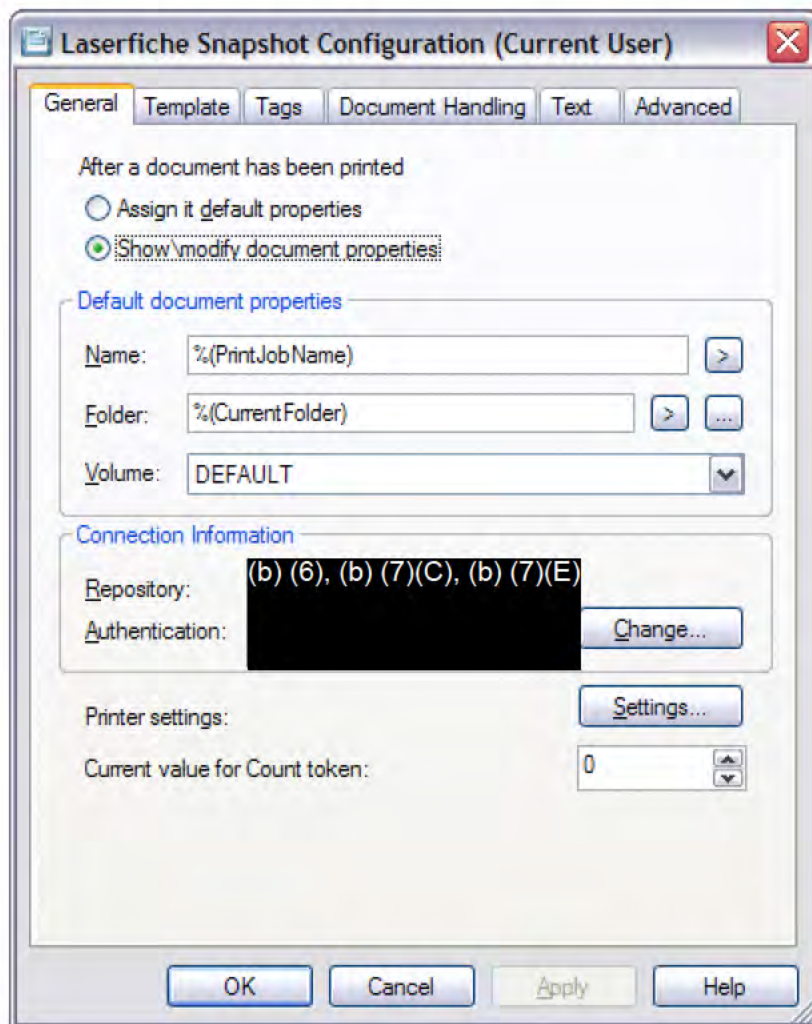 Laserfiche Snapshot Configuration (Current User)
General Template Tags Document Handling Text Advanced
After a document has been printed
Assign it default properties
Show\modify document properties
Default document properties
Name: %(PrintJobName) >
Folder: %(CurrentFolder) > ...
Volume: DEFAULT
Connection Information
(b) (6), (b) (7)(C), (b) (7)(E)
Repository:
Authentication: Change...
Printer settings: Settings...
Current value for Count token: 0
OK Cancel Apply Help